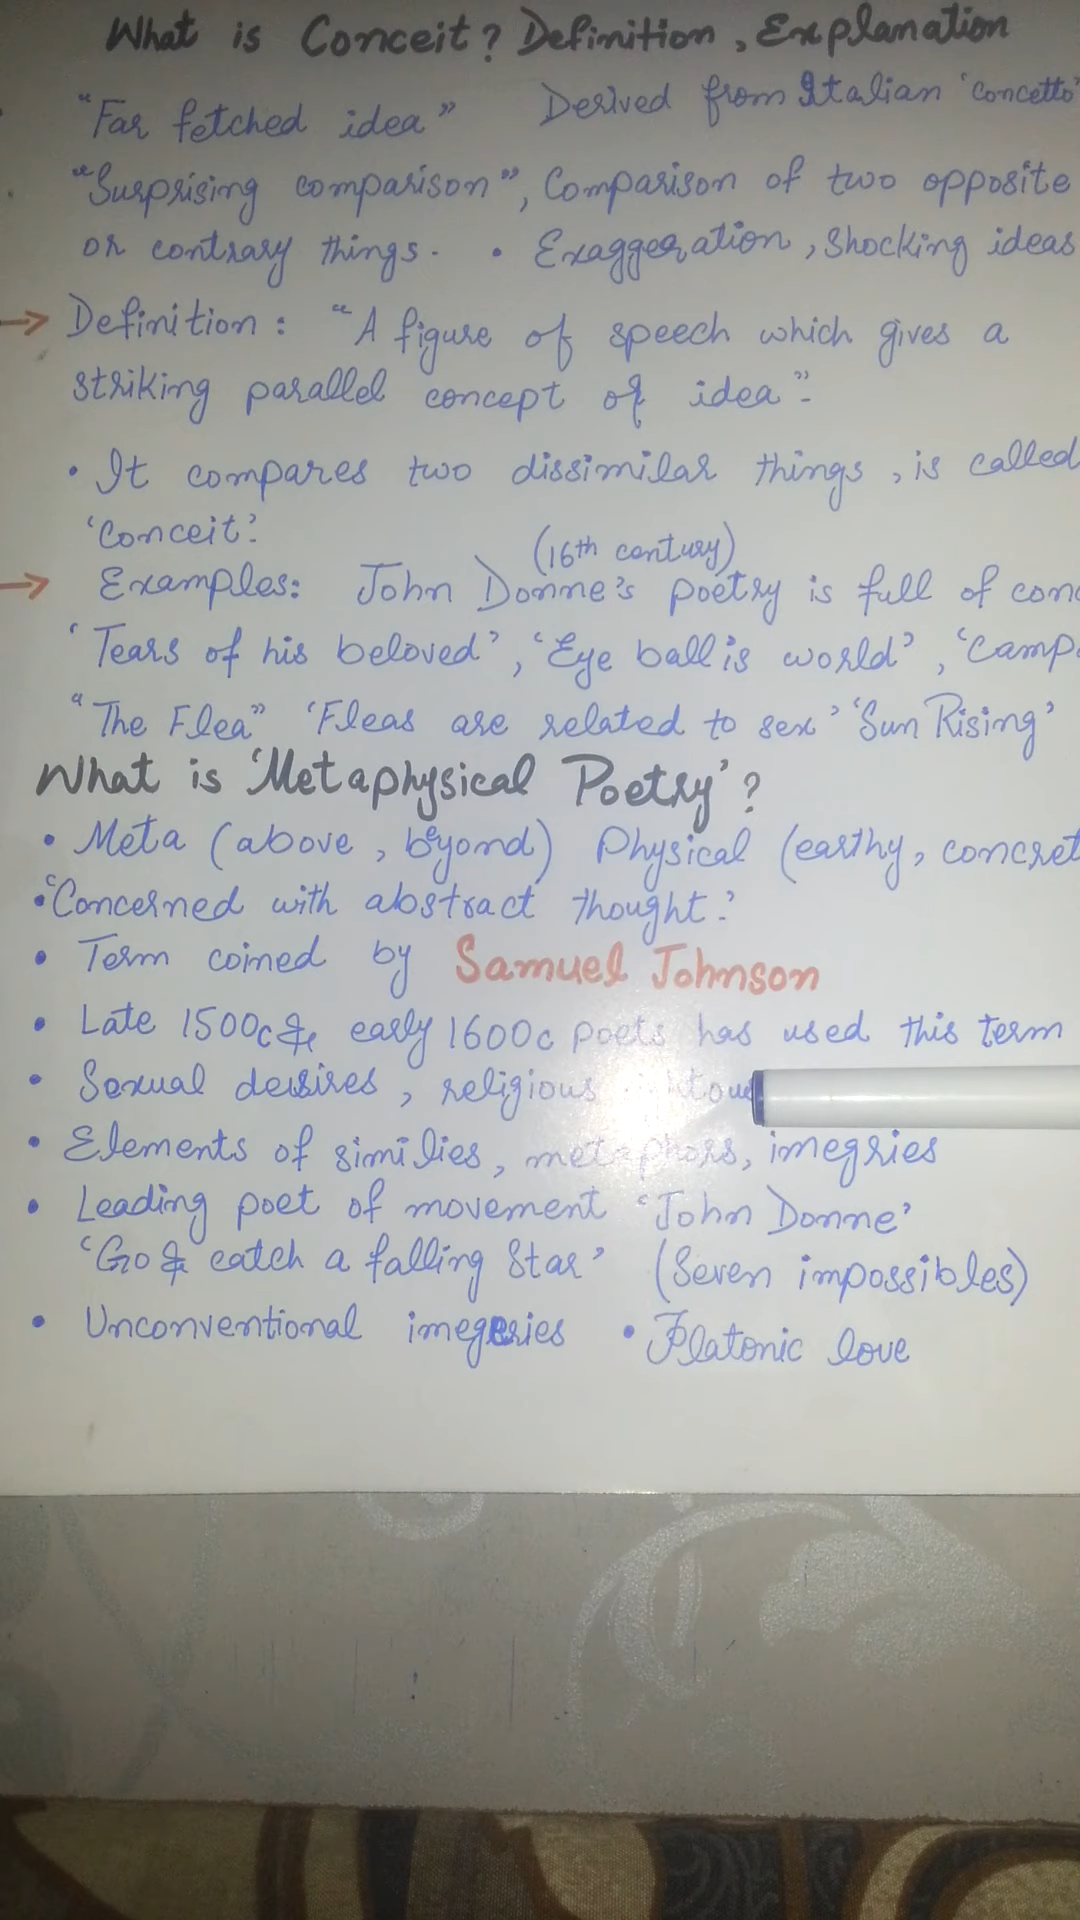 What is Conceit? Definition, Explanation
"Far fetched idea" Derived from Italian 'concetto'
"Surprising comparison", Comparison of two opposite
or contrary things. • Exaggeration, Shocking ideas
→ Definition: "A figure of speech which gives a
striking parallel concept of idea".
• It compares two dissimilar things, is called
'Conceit'.
(16th century)
→ Examples: John Donne's poetry is full of conc
'Tears of his beloved', 'Eye ball is world', 'Camp
"The Flea" 'Fleas are related to sex' 'Sun Rising'
What is 'Metaphysical Poetry'?
• Meta (above, beyond) Physical (earthy, concret
• 'Concerned with abstract thought.'
• Term coined by Samuel Johnson
• Late 1500c & early 1600c poets has used this term
• Sexual desires, religious
• Elements of similies, metaphors, imegries
• Leading poet of movement 'John Donne'
'Go & catch a falling Star' (Seven impossibles)
• Unconventional imegeries • Platonic love